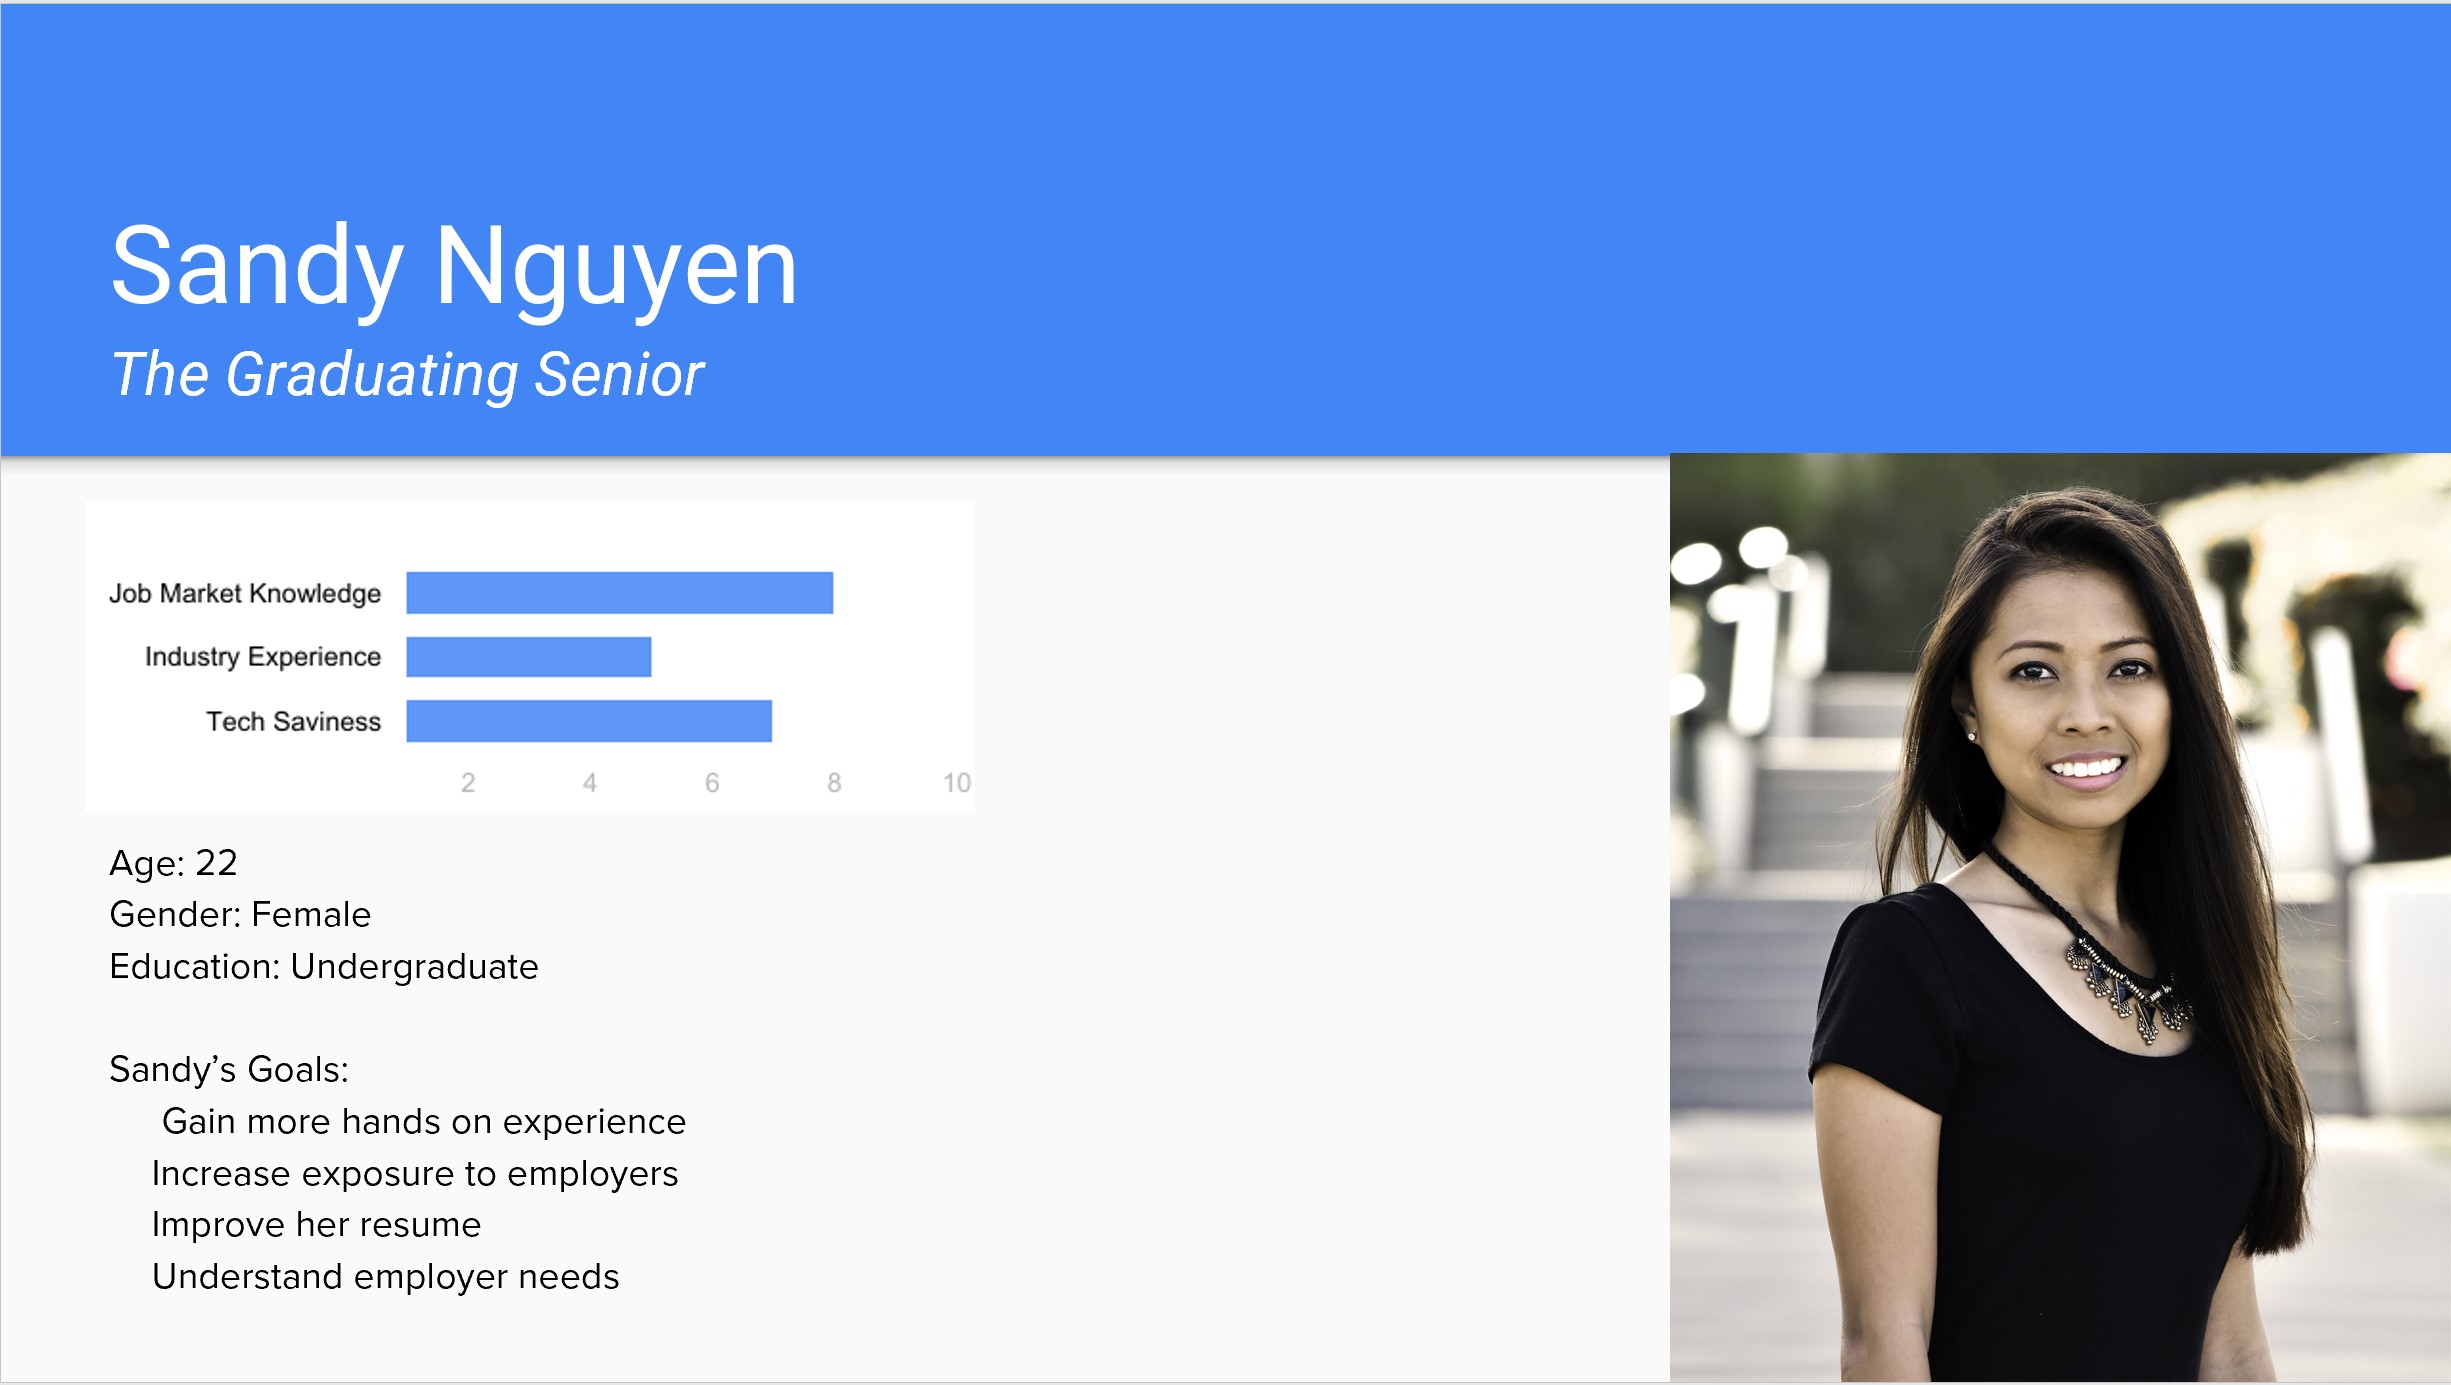 Sandy Nguyen
The Graduating Senior
Job Market Knowledge
Industry Experience
Tech Saviness
2 4 6 8 10
Age: 22
Gender: Female
Education: Undergraduate
Sandy’s Goals:
Gain more hands on experience
Increase exposure to employers
Improve her resume
Understand employer needs